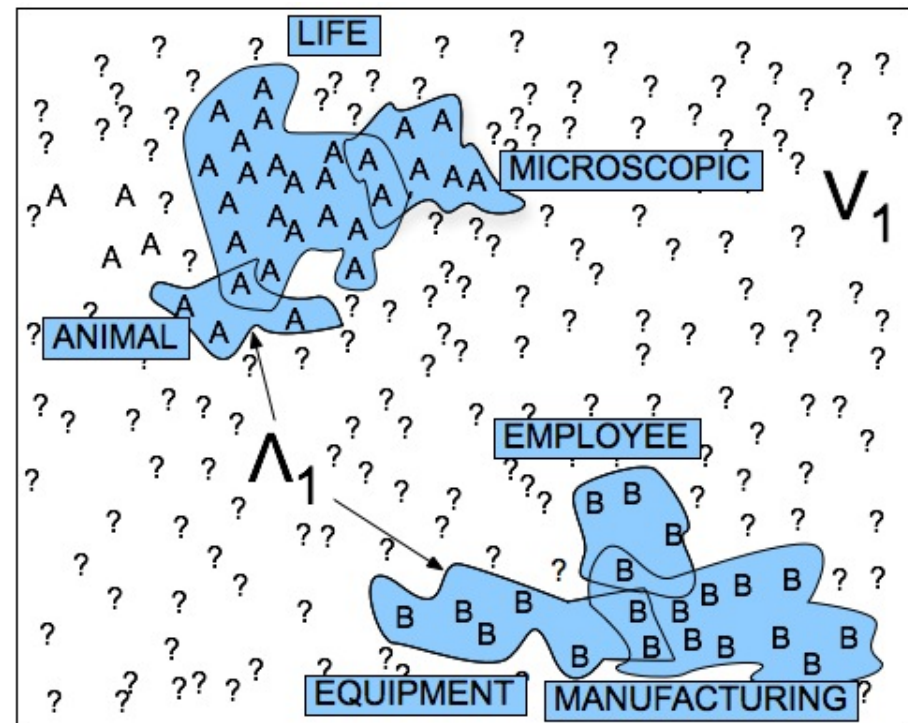 LIFE
MICROSCOPIC
V1
ANIMAL
Λ1
EMPLOYEE
EQUIPMENT
MANUFACTURING